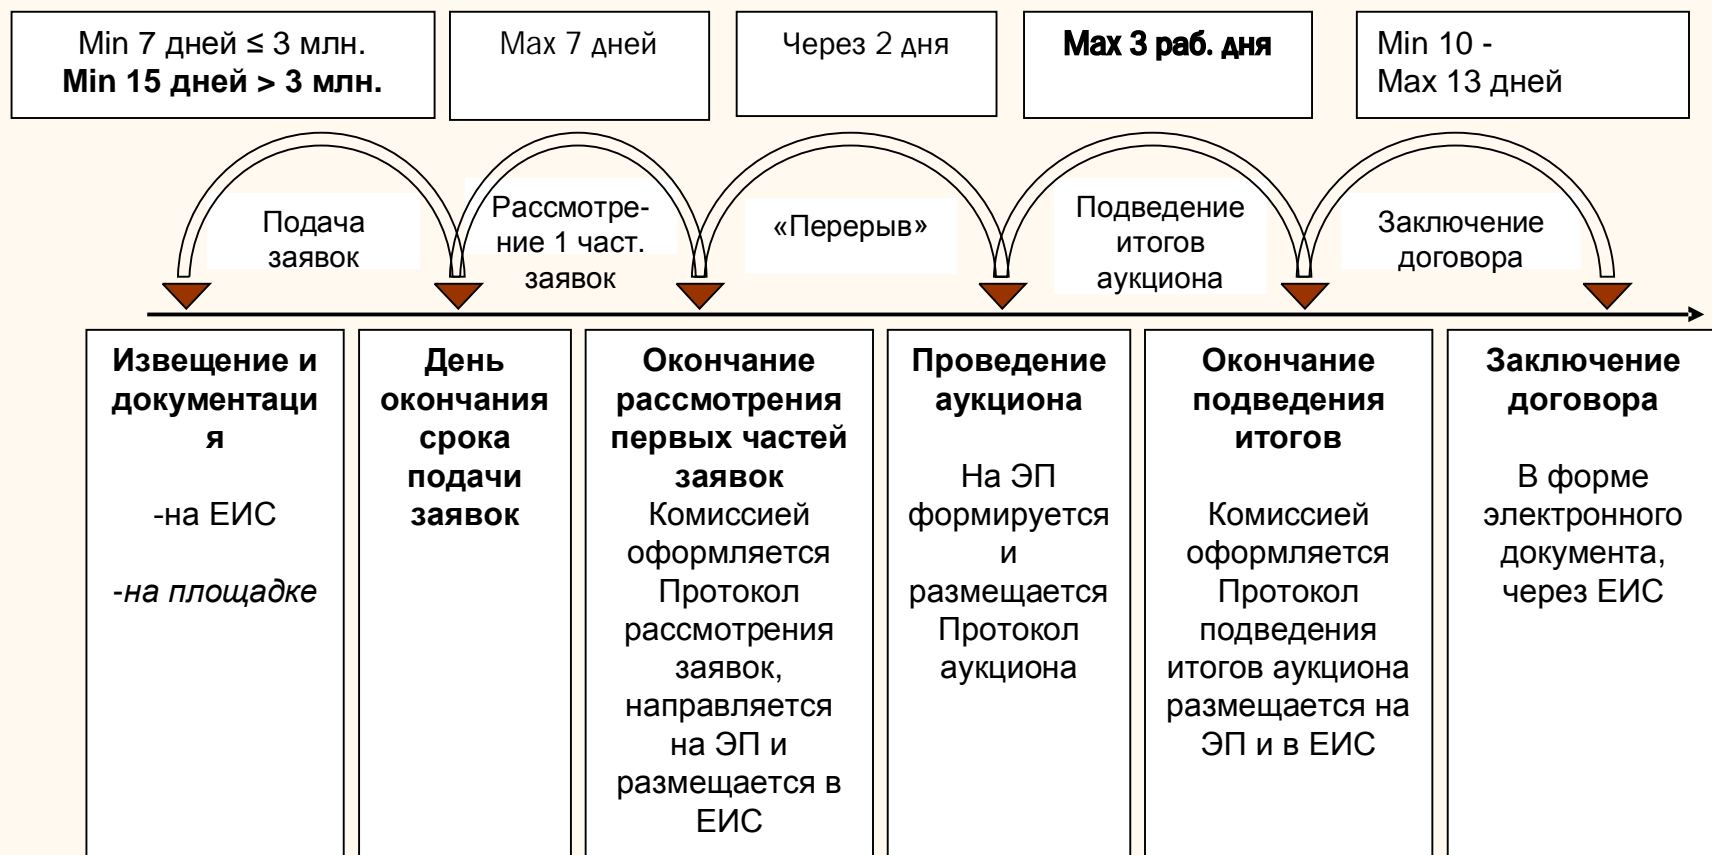 Min 7 дней ≤ 3 млн.
Min 15 дней > 3 млн.
Max 7 дней
Через 2 дня
Max 3 раб. дня
Min 10 -
Max 13 дней
Подача
заявок
Рассмотре-
ние 1 част.
заявок
«Перерыв»
Подведение
итогов
аукциона
Заключение
договора
Извещение и
документаци
я
-на ЕИС
-на площадке
День
окончания
срока
подачи
заявок
Окончание
рассмотрения
первых частей
заявок
Комиссией
оформляется
Протокол
рассмотрения
заявок,
направляется
на ЭП и
размещается в
ЕИС
Проведение
аукциона
На ЭП
формируется
и
размещается
Протокол
аукциона
Окончание
подведения
итогов
Комиссией
оформляется
Протокол
подведения
итогов аукциона
размещается на
ЭП и в ЕИС
Заключение
договора
В форме
электронного
документа,
через ЕИС